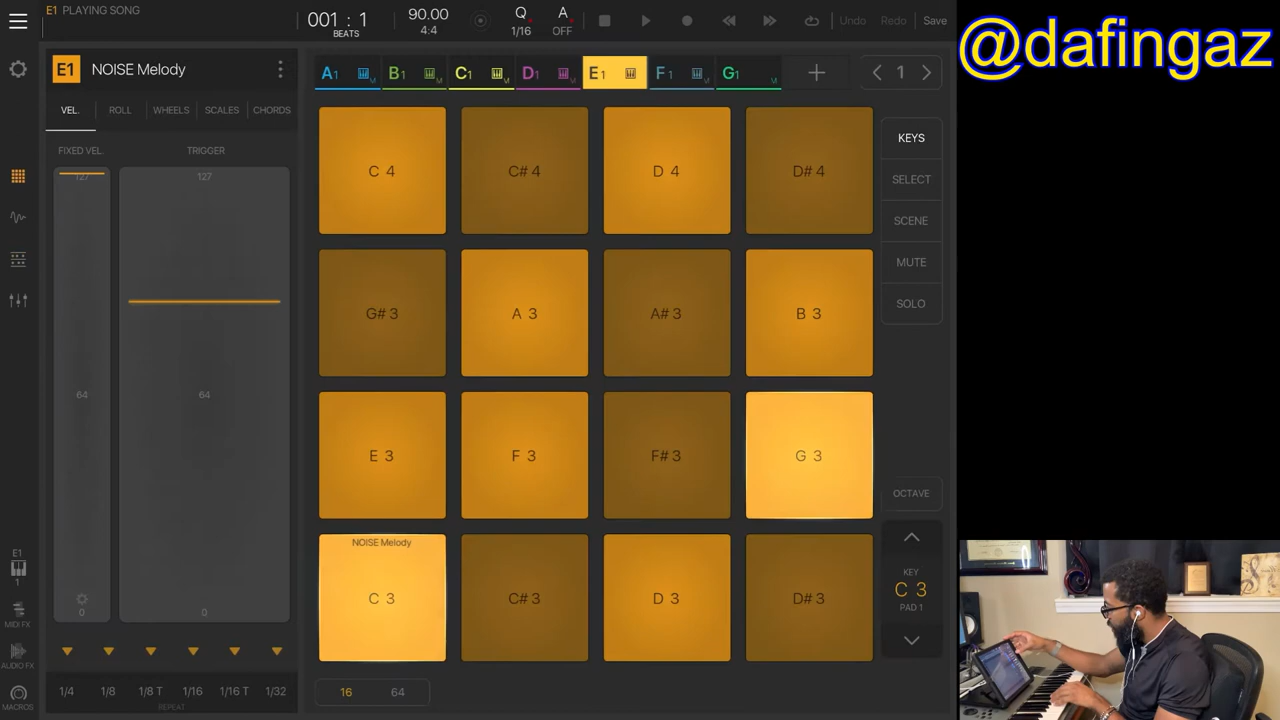 E1 PLAYING SONG
001 : 1
BEATS
90.00
4:4
Q
1/16
A
OFF
Undo
Redo
Save
@dafingaz
E1 NOISE Melody
A1
B1
C1
D1
E1
F1
G1
1
VEL.
ROLL
WHEELS
SCALES
CHORDS
FIXED VEL.
TRIGGER
127
127
64
64
0
0
C 4
C# 4
D 4
D# 4
G# 3
A 3
A# 3
B 3
E 3
F 3
F# 3
G 3
NOISE Melody
C 3
C# 3
D 3
D# 3
KEYS
SELECT
SCENE
MUTE
SOLO
OCTAVE
KEY
C 3
PAD 1
E1
1
MIDI FX
AUDIO FX
MACROS
1/4
1/8
1/8 T
1/16
1/16 T
1/32
REPEAT
16
64